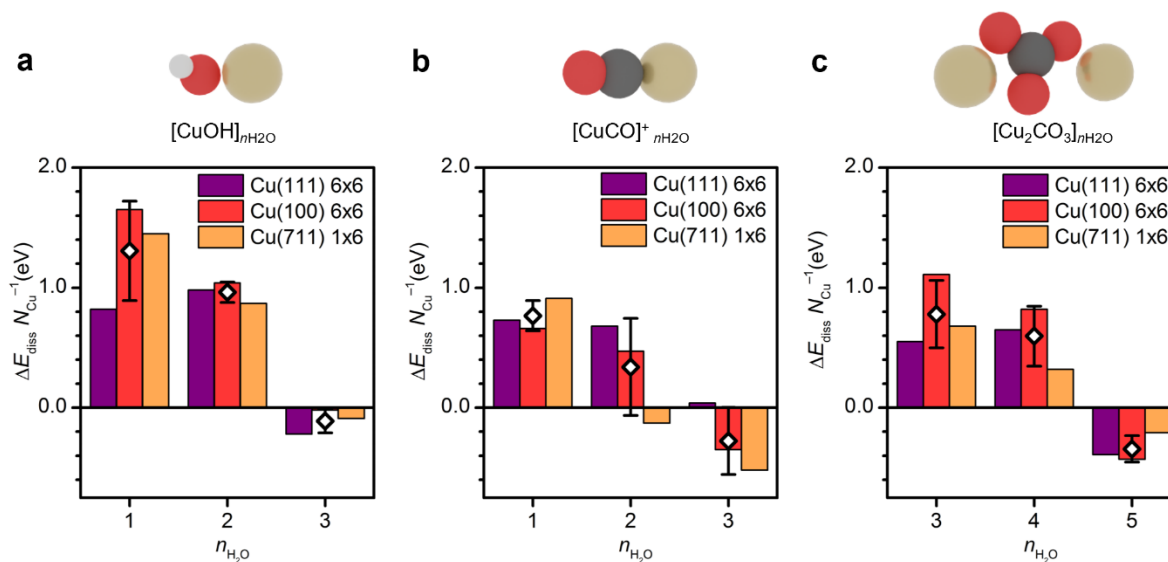 a
[CuOH]nH2O
2.0
1.0
0.0
ΔEdiss NCu⁻¹(eV)
Cu(111) 6x6
Cu(100) 6x6
Cu(711) 1x6
1 2 3
nH₂O
b
[CuCO]⁺ nH2O
2.0
1.0
0.0
ΔEdiss NCu⁻¹(eV)
Cu(111) 6x6
Cu(100) 6x6
Cu(711) 1x6
1 2 3
nH₂O
c
[Cu₂CO₃]nH2O
2.0
1.0
0.0
ΔEdiss NCu⁻¹(eV)
Cu(111) 6x6
Cu(100) 6x6
Cu(711) 1x6
3 4 5
nH₂O